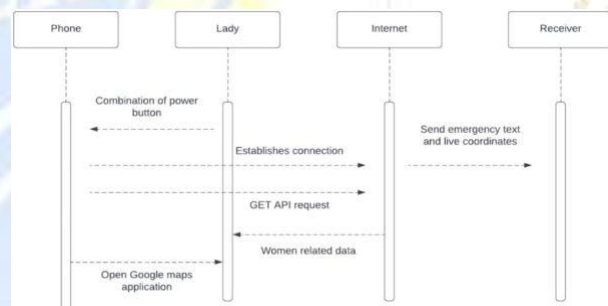 Phone
Lady
Internet
Receiver
Combination of power
button
Establishes connection
Send emergency text
and live coordinates
GET API request
Women related data
Open Google maps
application